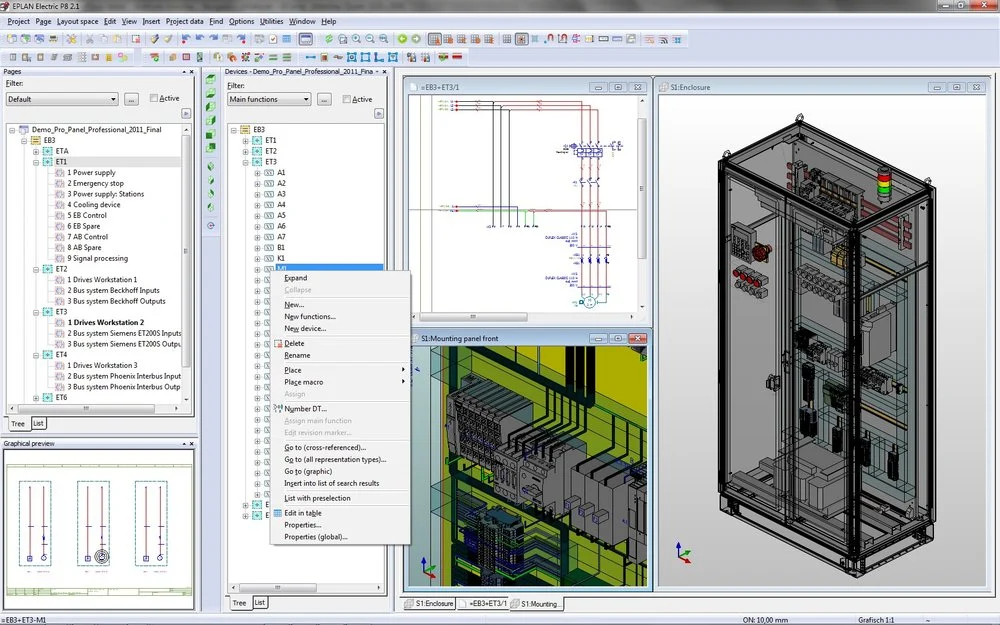 EPLAN Electric P8 2.1
Project Page Layout space Edit View Insert Project data Find Options Utilities Window Help
Pages
Filter:
Default
...
Active
Demo_Pro_Panel_Professional_2011_Final
EB3
ETA
ET1
1 Power supply
2 Emergency stop
3 Power supply: Stations
4 Cooling device
5 EB Control
6 EB Spare
7 AB Control
8 AB Spare
9 Signal processing
ET2
1 Drives Workstation 1
2 Bus system Beckhoff Inputs
3 Bus system Beckhoff Outputs
ET3
1 Drives Workstation 2
2 Bus system Siemens ET200S Inputs
3 Bus system Siemens ET200S Outpu
ET4
1 Drives Workstation 3
2 Bus system Phoenix Interbus Input
3 Bus system Phoenix Interbus Outp
ET6
Tree List
Graphical preview
Devices - Demo_Pro_Panel_Professional_2011_Fina
Filter:
Main functions
...
Active
EB3
ET1
ET2
ET3
A1
A2
A3
A4
A5
A6
A7
B1
K1
M1
Expand
Collapse
New...
New functions...
New device...
Delete
Rename
Place
Place macro
Assign
Number DT...
Assign main function
Edit revision marker...
Go to (cross-referenced)...
Go to (all representation types)...
Go to (graphic)
Insert into list of search results
List with preselection
Edit in table
Properties...
Properties (global)...
E
E
Tree List
=EB3+ET3/1
S1:Mounting panel front
S1:Enclosure
S1:Enclosure =EB3+ET3/1 S1:Mounting...
=EB3+ET3-M1
ON: 10,00 mm
Grafisch 1:1
~